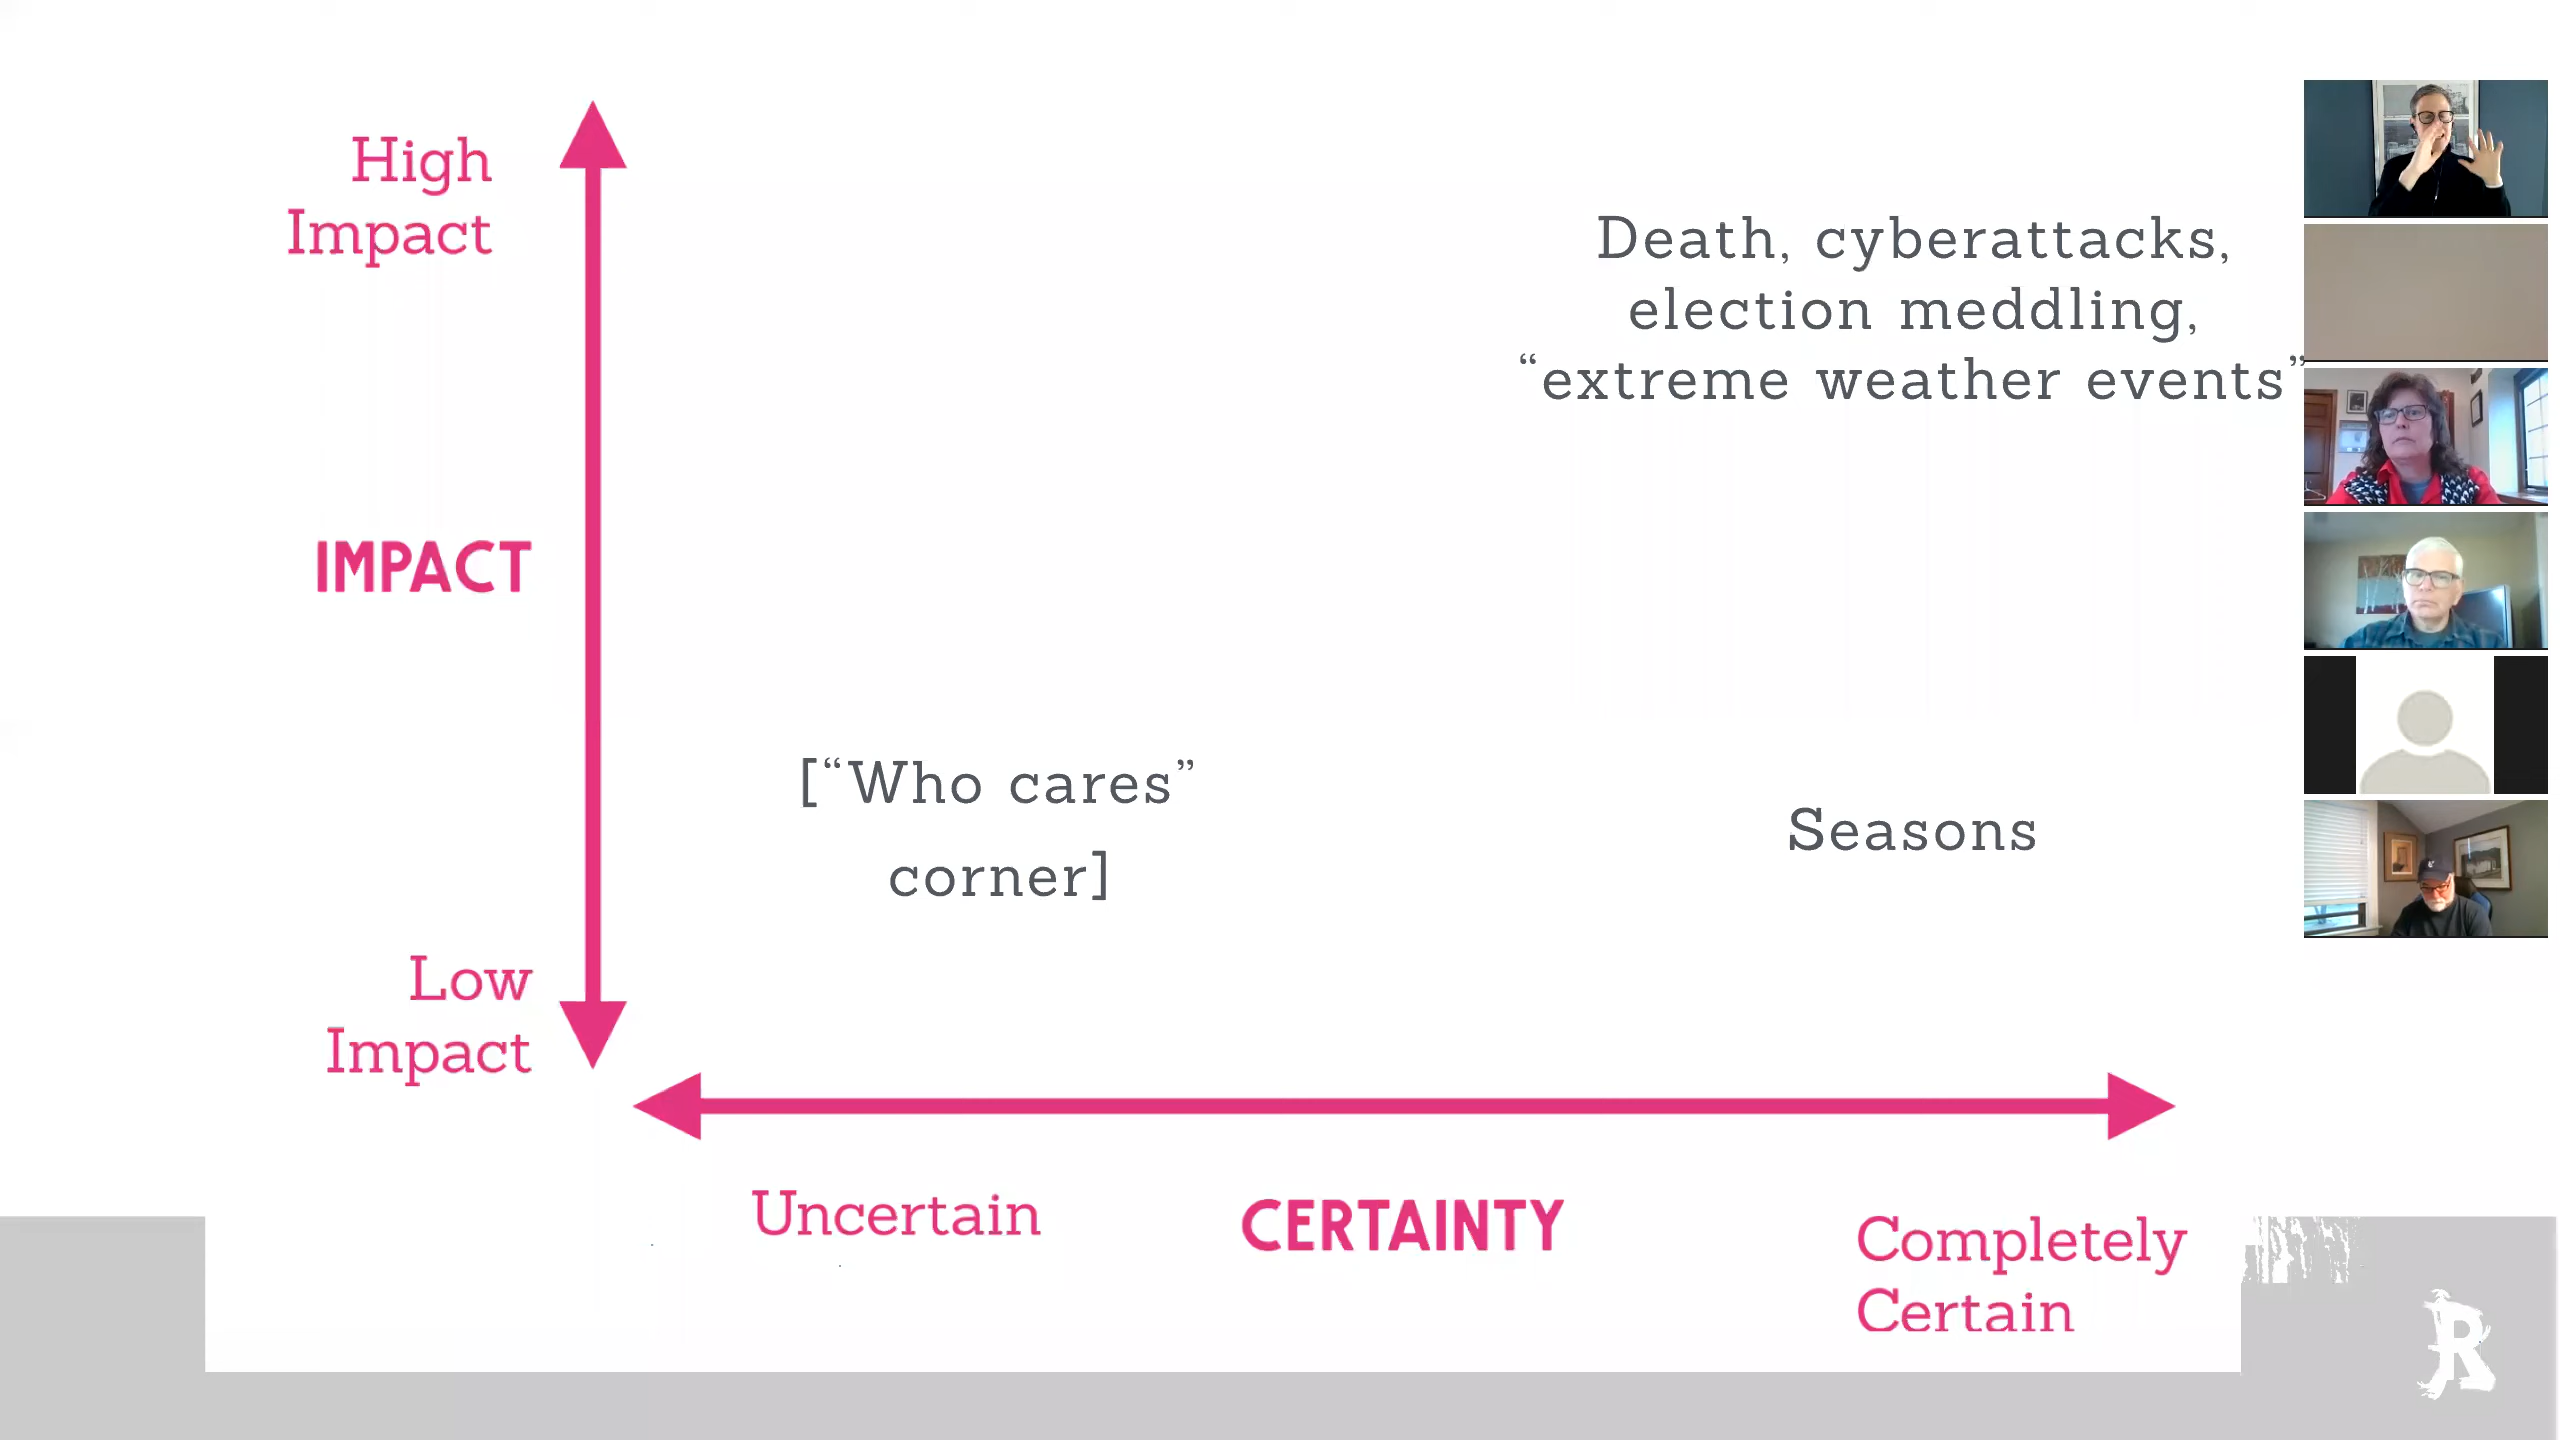 High
Impact
Death, cyberattacks,
election meddling,
“extreme weather events”
IMPACT
[“Who cares”
corner]
Seasons
Low
Impact
Uncertain
CERTAINTY
Completely
Certain
R